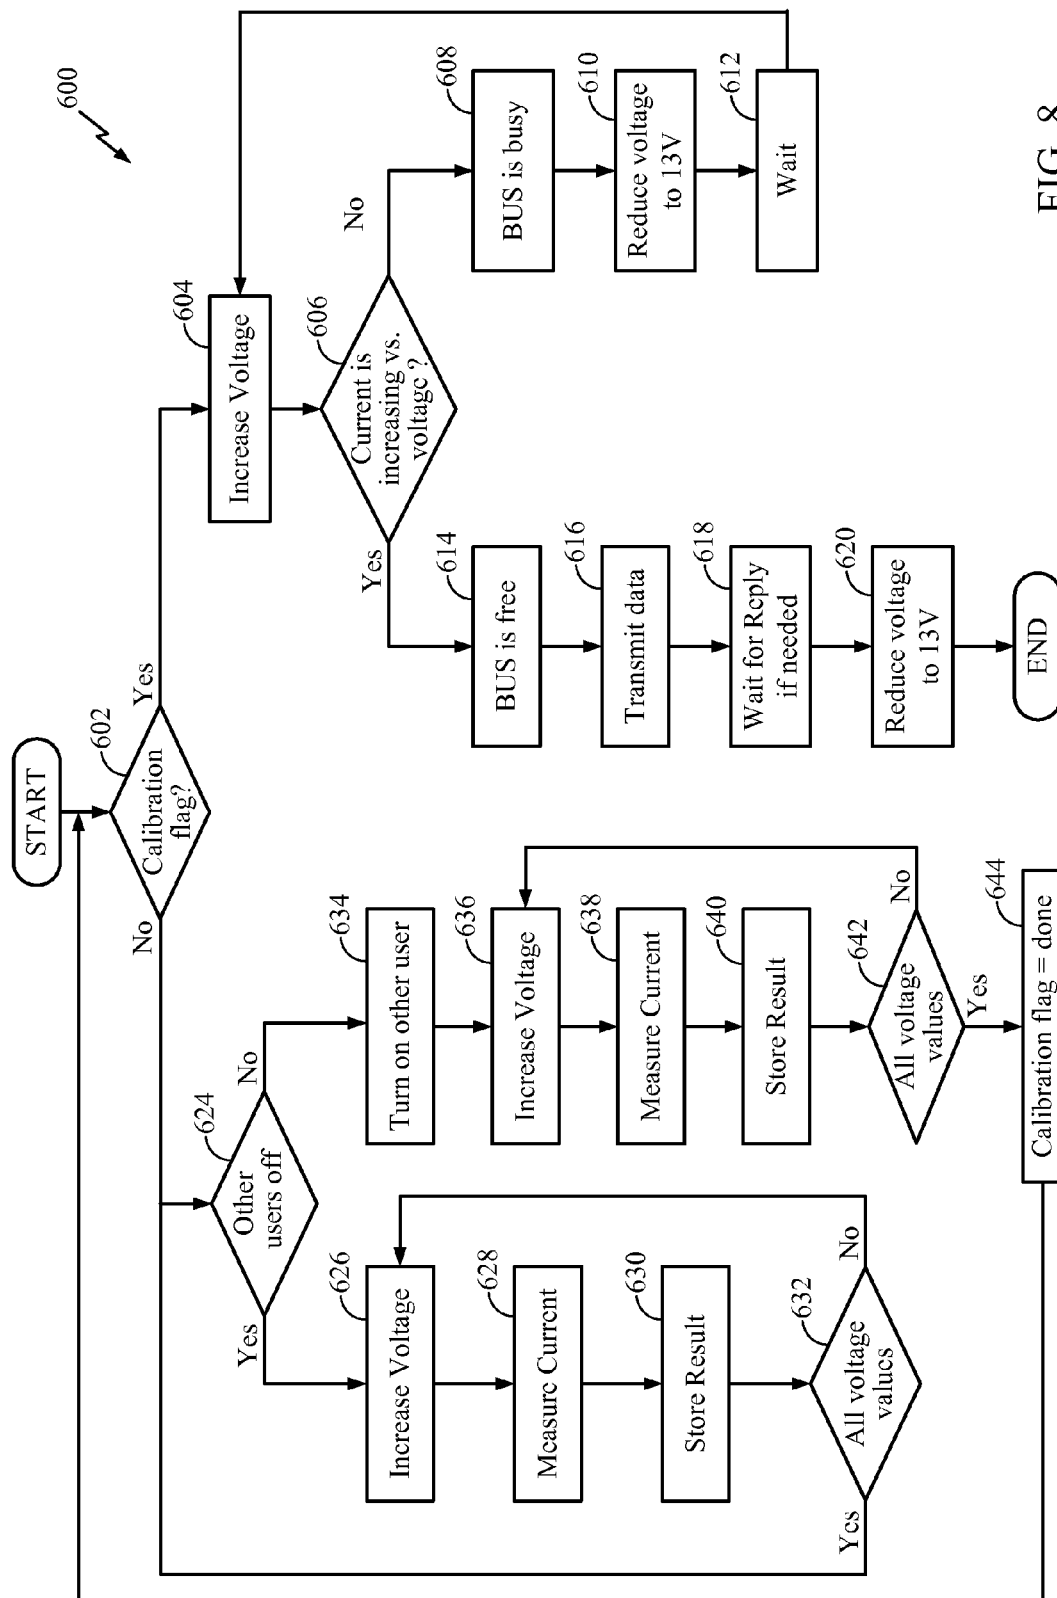 600
START
602
Calibration
flag?
No
Yes
604
Increase Voltage
606
Current is
increasing vs.
voltage ?
Yes
No
608
BUS is busy
610
Reduce voltage
to 13V
612
Wait
614
BUS is free
616
Transmit data
618
Wait for Reply
if needed
620
Reduce voltage
to 13V
END
624
Other
users off
Yes
No
626
Increase Voltage
628
Measure Current
630
Store Result
632
All voltage
values
Yes
No
634
Turn on other user
636
Increase Voltage
638
Measure Current
640
Store Result
642
All voltage
values
No
Yes
644
Calibration flag = done
FIG. 8